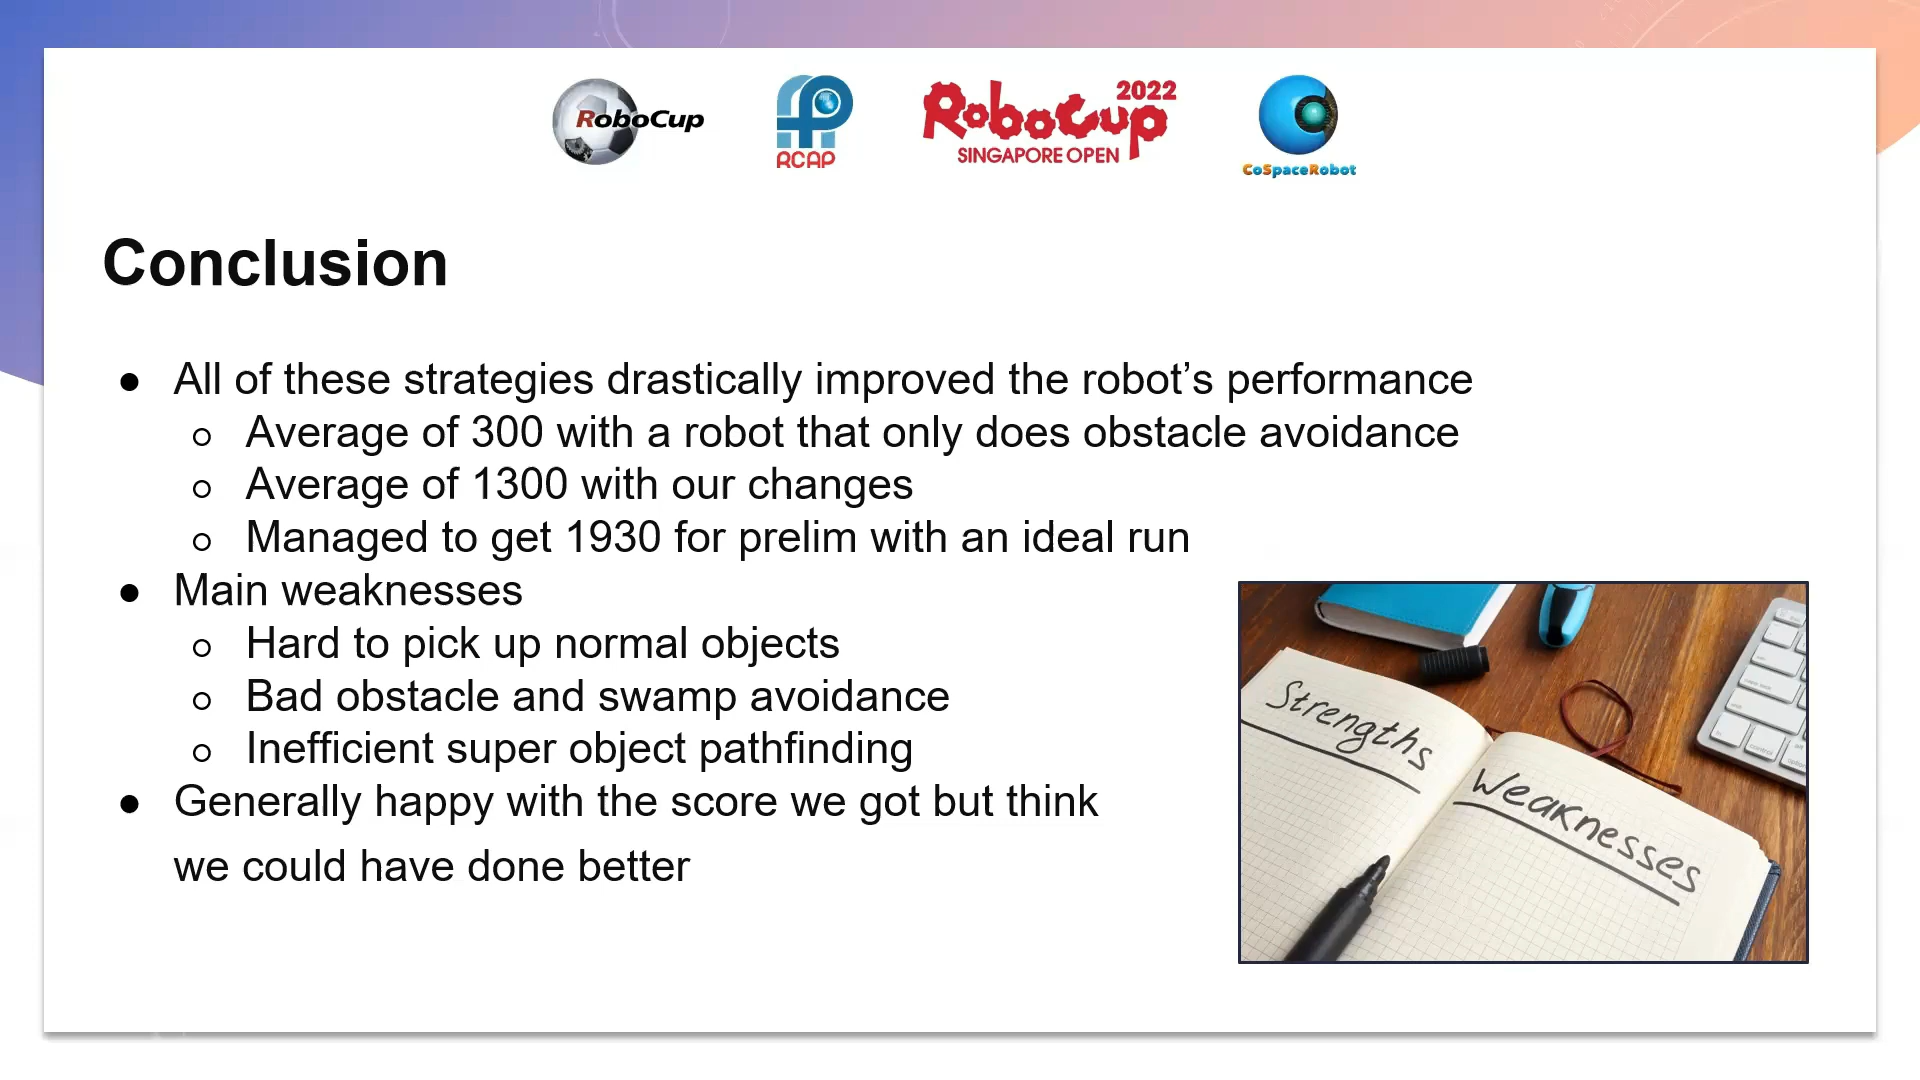 RoboCup
RCAP
RoboCup 2022
SINGAPORE OPEN
CoSpaceRobot
Conclusion
● All of these strategies drastically improved the robot’s performance
○ Average of 300 with a robot that only does obstacle avoidance
○ Average of 1300 with our changes
○ Managed to get 1930 for prelim with an ideal run
● Main weaknesses
○ Hard to pick up normal objects
○ Bad obstacle and swamp avoidance
○ Inefficient super object pathfinding
● Generally happy with the score we got but think
we could have done better
Strengths
Weaknesses